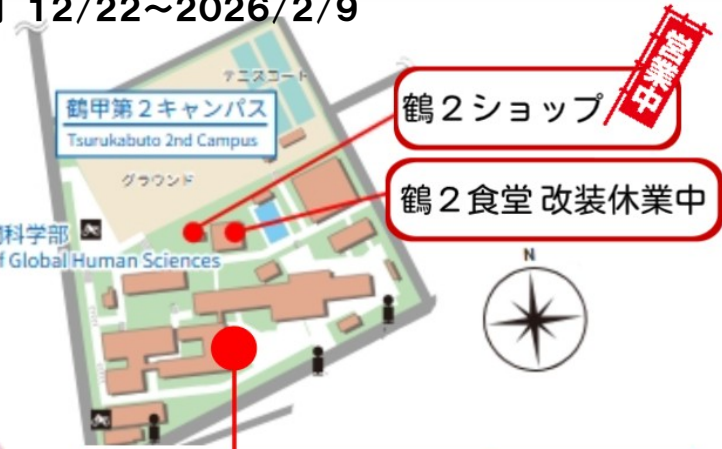 12/22~2026/2/9
テニスコート
鶴甲第2キャンパス
Tsurukabuto 2nd Campus
鶴2ショップ
営業中
グラウンド
鶴2食堂 改装休業中
科学部
Global Human Sciences
N